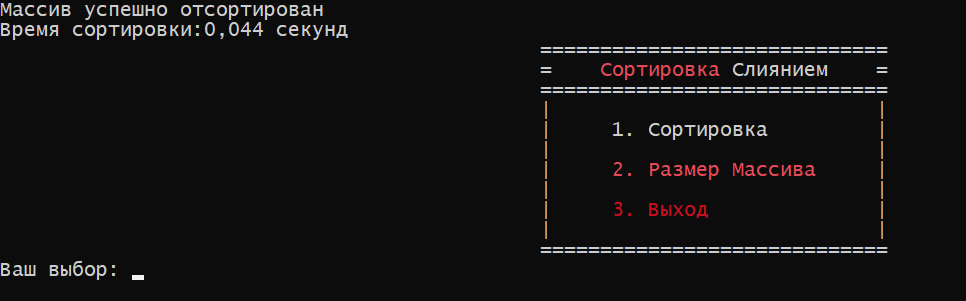 Массив успешно отсортирован
Время сортировки:0,044 секунд
=============================
=    Сортировка Слиянием    =
=============================
|                           |
|     1. Сортировка         |
|                           |
|     2. Размер Массива     |
|                           |
|     3. Выход              |
|                           |
=============================
Ваш выбор: